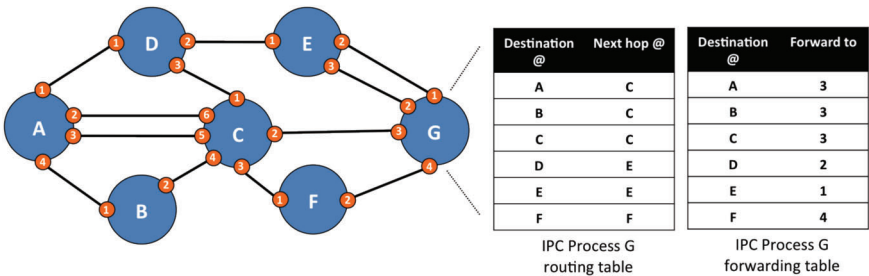 D
1
2
3
E
1
2
3
A
1
2
3
4
C
1
2
3
4
5
6
G
1
2
3
4
B
1
2
F
1
2
Destination @ Next hop @
A C
B C
C C
D E
E E
F F
IPC Process G
routing table
Destination @ Forward to
A 3
B 3
C 3
D 2
E 1
F 4
IPC Process G
forwarding table